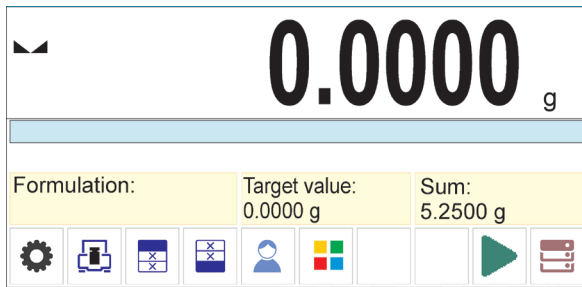 0.0000 g
Formulation:
Target value:
0.0000 g
Sum:
5.2500 g